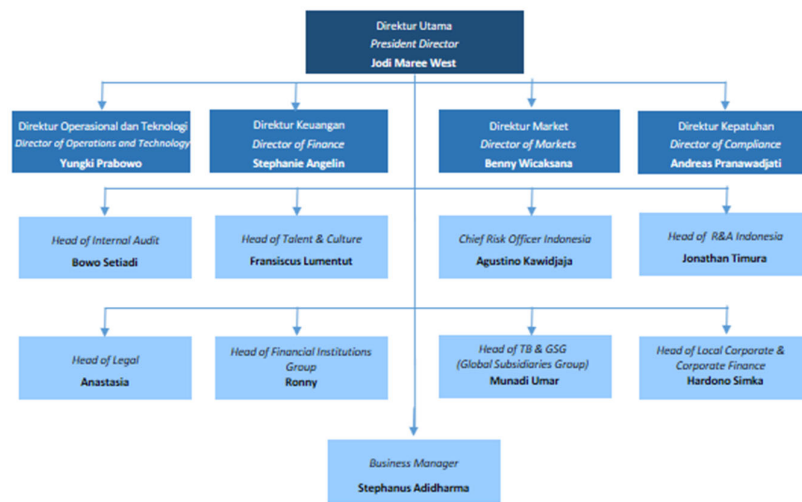 Direktur Utama
President Director
Jodi Maree West
Direktur Operasional dan Teknologi
Director of Operations and Technology
Yungki Prabowo
Direktur Keuangan
Director of Finance
Stephanie Angelin
Direktur Market
Director of Markets
Benny Wicaksana
Direktur Kepatuhan
Director of Compliance
Andreas Pranawadjati
Head of Internal Audit
Bowo Setiadi
Head of Talent & Culture
Fransiscus Lumentut
Chief Risk Officer Indonesia
Agustino Kawidjaja
Head of R&A Indonesia
Jonathan Timura
Head of Legal
Anastasia
Head of Financial Institutions
Group
Ronny
Head of TB & GSG
(Global Subsidiaries Group)
Munadi Umar
Head of Local Corporate &
Corporate Finance
Hardono Simka
Business Manager
Stephanus Adidharma